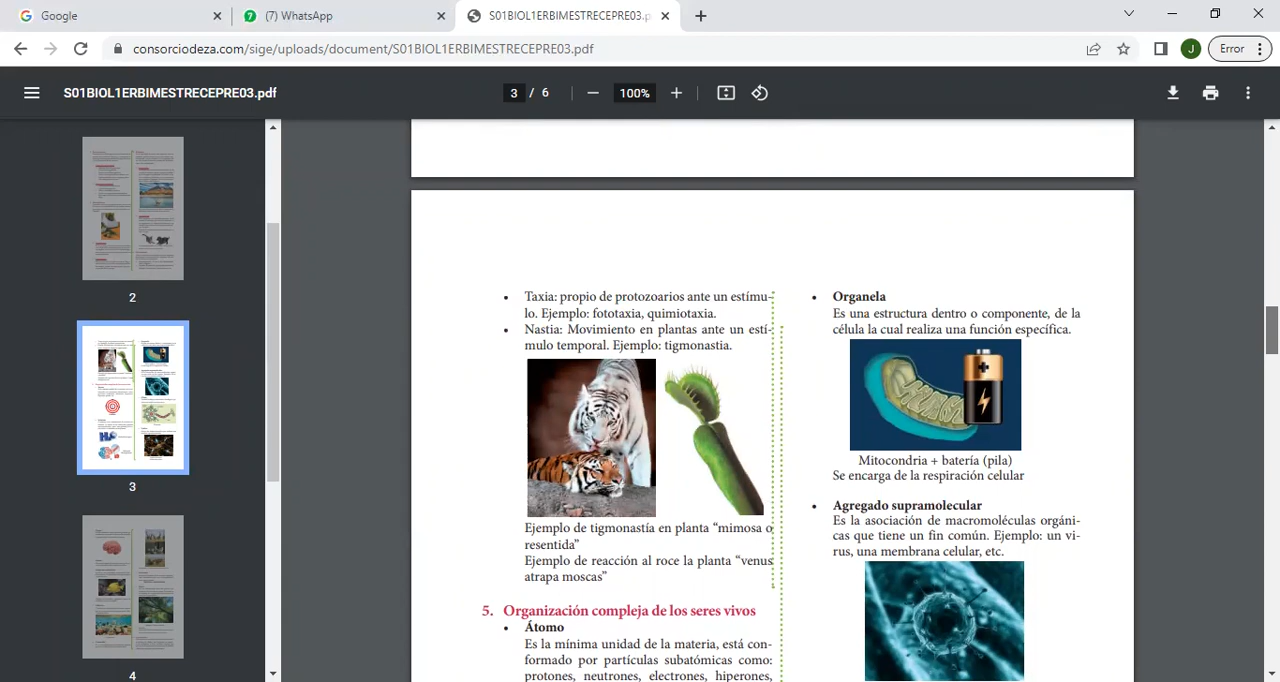 Google
(7) WhatsApp
S01BIOL1ERBIMESTRECEPRE03.p
consorciodeza.com/sige/uploads/document/S01BIOL1ERBIMESTRECEPRE03.pdf
J
Error
S01BIOL1ERBIMESTRECEPRE03.pdf
3 / 6
100%
2
3
4
• Taxia: propio de protozoarios ante un estímu-
lo. Ejemplo: fototaxia, quimiotaxia.
• Nastia: Movimiento en plantas ante un estí-
mulo temporal. Ejemplo: tigmonastia.
Ejemplo de tigmonastía en planta “mimosa o
resentida”
Ejemplo de reacción al roce la planta “venus
atrapa moscas”
5. Organización compleja de los seres vivos
• Átomo
Es la mínima unidad de la materia, está con-
formado por partículas subatómicas como:
protones, neutrones, electrones, hiperones,
• Organela
Es una estructura dentro o componente, de la
célula la cual realiza una función específica.
Mitocondria + batería (pila)
Se encarga de la respiración celular
• Agregado supramolecular
Es la asociación de macromoléculas orgáni-
cas que tiene un fin común. Ejemplo: un vi-
rus, una membrana celular, etc.